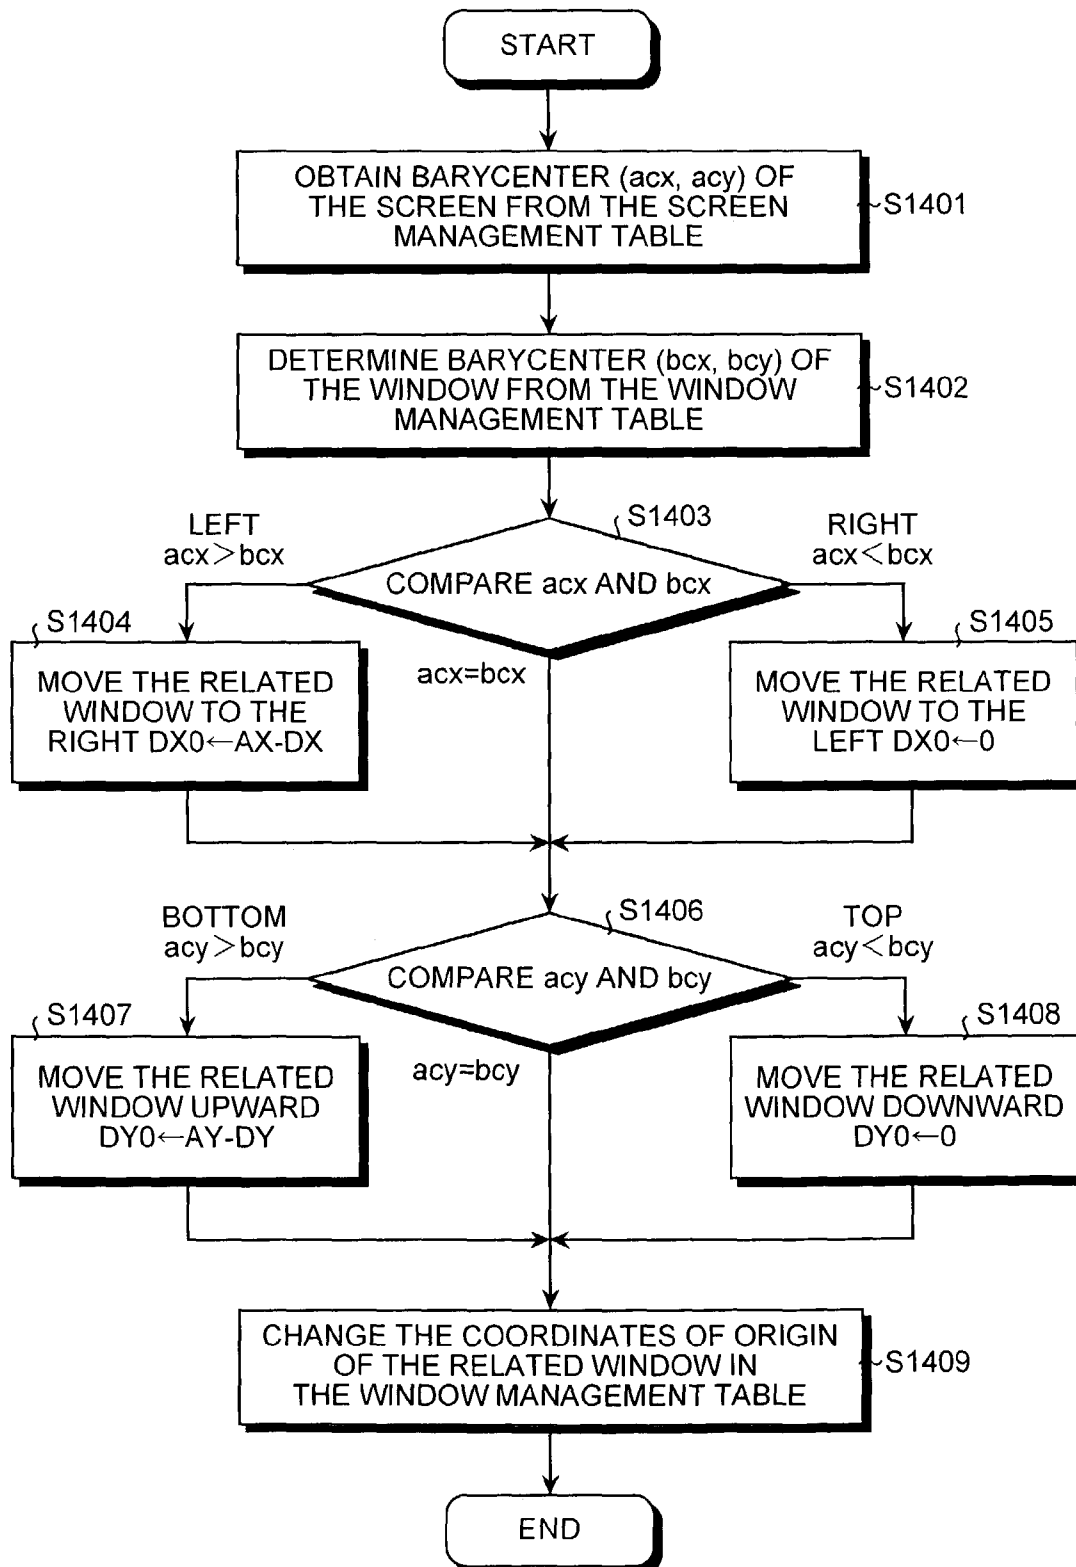 START
OBTAIN BARYCENTER (acx, acy) OF
THE SCREEN FROM THE SCREEN
MANAGEMENT TABLE
S1401
DETERMINE BARYCENTER (bcx, bcy) OF
THE WINDOW FROM THE WINDOW
MANAGEMENT TABLE
S1402
S1403
COMPARE acx AND bcx
LEFT
acx>bcx
RIGHT
acx<bcx
acx=bcx
S1404
MOVE THE RELATED
WINDOW TO THE
RIGHT DX0←AX-DX
S1405
MOVE THE RELATED
WINDOW TO THE
LEFT DX0←0
S1406
COMPARE acy AND bcy
BOTTOM
acy>bcy
TOP
acy<bcy
acy=bcy
S1407
MOVE THE RELATED
WINDOW UPWARD
DY0←AY-DY
S1408
MOVE THE RELATED
WINDOW DOWNWARD
DY0←0
CHANGE THE COORDINATES OF ORIGIN
OF THE RELATED WINDOW IN
THE WINDOW MANAGEMENT TABLE
S1409
END